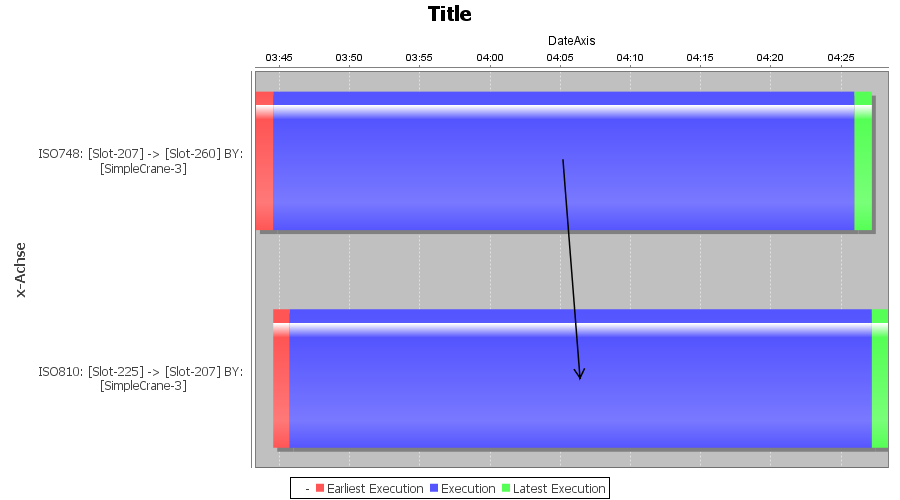 Title
DateAxis
03:45 03:50 03:55 04:00 04:05 04:10 04:15 04:20 04:25
ISO748: [Slot-207] -> [Slot-260] BY:
[SimpleCrane-3]
x-Achse
ISO810: [Slot-225] -> [Slot-207] BY:
[SimpleCrane-3]
- Earliest Execution Execution Latest Execution